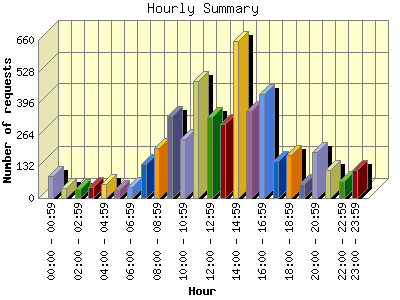 Hourly Summary
Number of requests
660
528
396
264
132
0
00:00 - 00:59
02:00 - 02:59
04:00 - 04:59
06:00 - 06:59
08:00 - 08:59
10:00 - 10:59
12:00 - 12:59
14:00 - 14:59
16:00 - 16:59
18:00 - 18:59
20:00 - 20:59
22:00 - 22:59
23:00 - 23:59
Hour